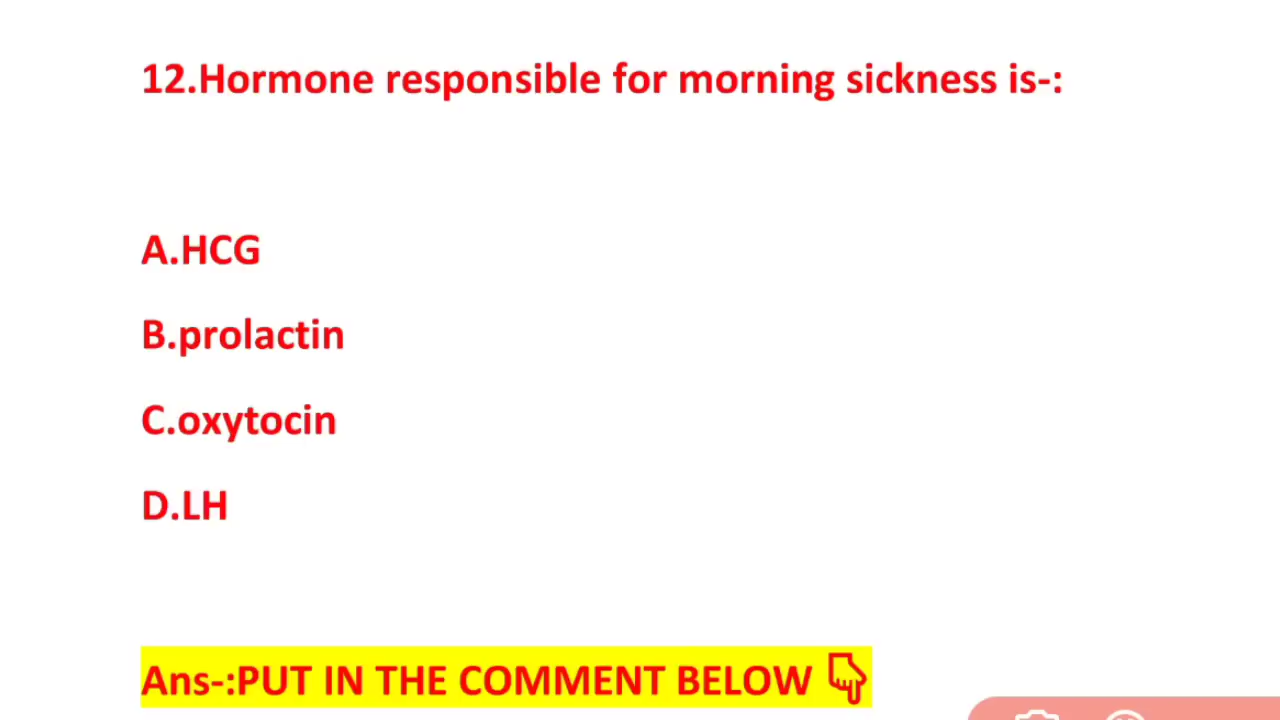 12.Hormone responsible for morning sickness is-:
A.HCG
B.prolactin
C.oxytocin
D.LH
Ans-:PUT IN THE COMMENT BELOW 👇